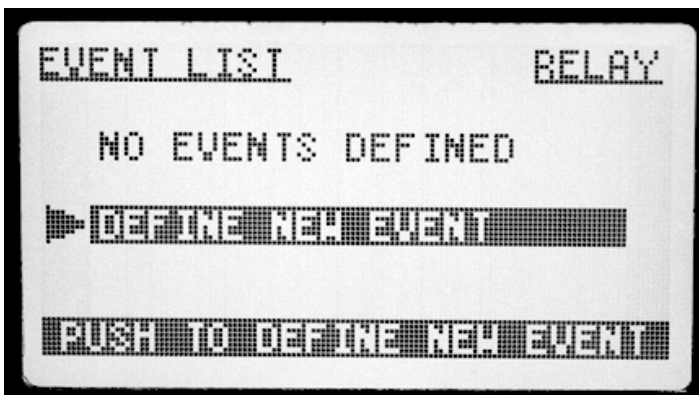 EVENT LIST RELAY
NO EVENTS DEFINED
DEFINE NEW EVENT
PUSH TO DEFINE NEW EVENT